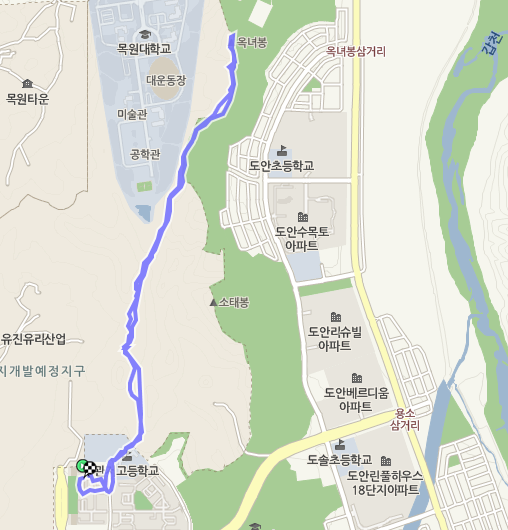 옥녀봉
갑천
목원대학교
옥녀봉삼거리
대운동장
목원타운
미술관
공학관
도안초등학교
도안수목토
아파트
소태봉
유진유리산업
도안린슈빌
아파트
지개발예정지구
도안베르디움
아파트
용소
삼거리
도솔초등학교
고등학교
도안린풀하우스
18단지아파트